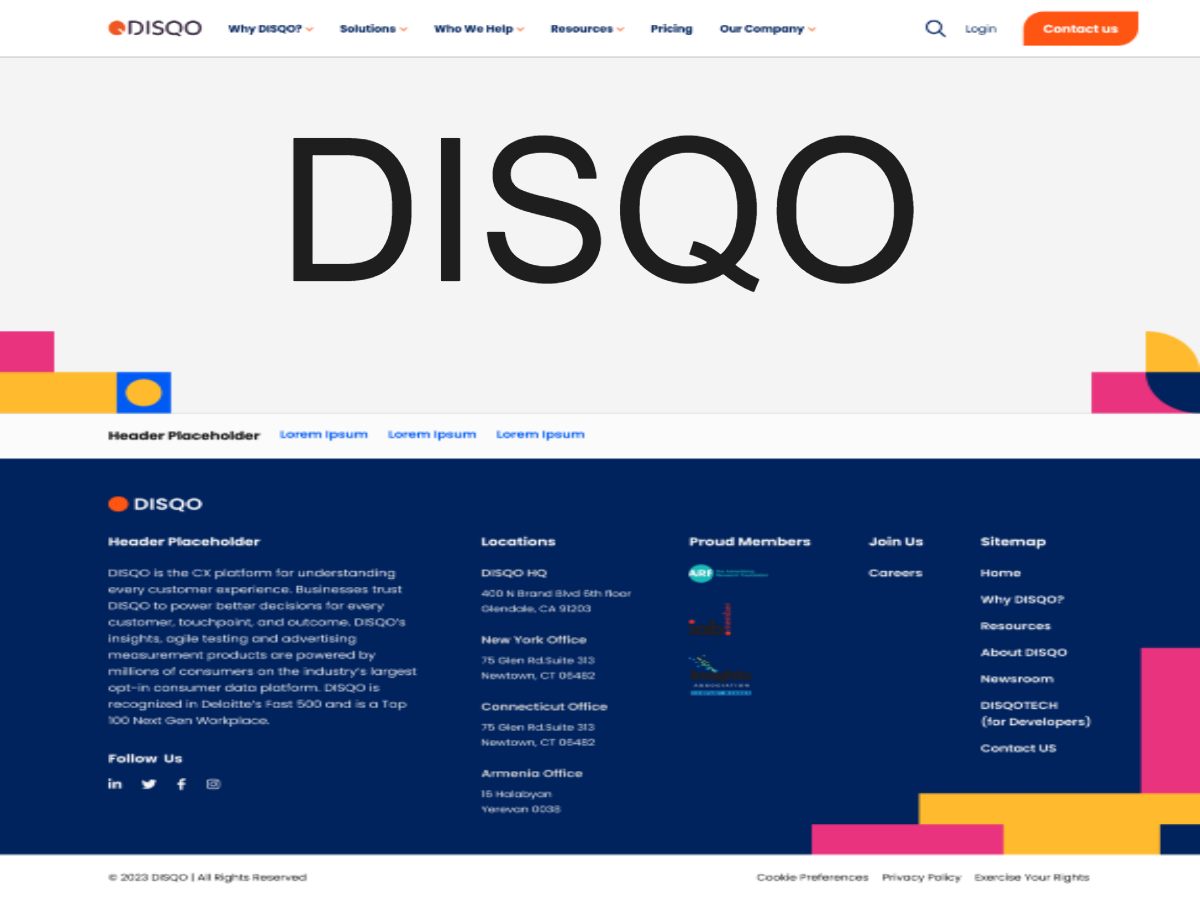 DISQO Why DISQO? Solutions Who We Help Resources Pricing Our Company Login Contact us
DISQO
Header Placeholder Lorem Ipsum Lorem Ipsum Lorem Ipsum
DISQO
Header Placeholder
DISQO is the CX platform for understanding
every customer experience. Businesses trust
DISQO to power better decisions for every
customer, touchpoint, and outcome. DISQO's
insights, agile testing and advertising
measurement products are powered by
millions of consumers on the industry's largest
opt-in consumer data platform. DISQO is
recognized in Deloitte's Fast 500 and is a Top
100 Next Gen Workplace.
Follow Us
Locations
DISQO HQ
400 N Brand Blvd 6th floor
Glendale, CA 91203
New York Office
75 Glen Rd.Suite 313
Newtown, CT 06482
Connecticut Office
75 Glen Rd.Suite 313
Newtown, CT 06482
Armenia Office
15 Halabyan
Yerevan 0038
Proud Members
ARF
ASSOCIATION
Join Us
Careers
Sitemap
Home
Why DISQO?
Resources
About DISQO
Newsroom
DISQOTECH
(for Developers)
Contact US
© 2023 DISQO | All Rights Reserved
Cookie Preferences Privacy Policy Exercise Your Rights